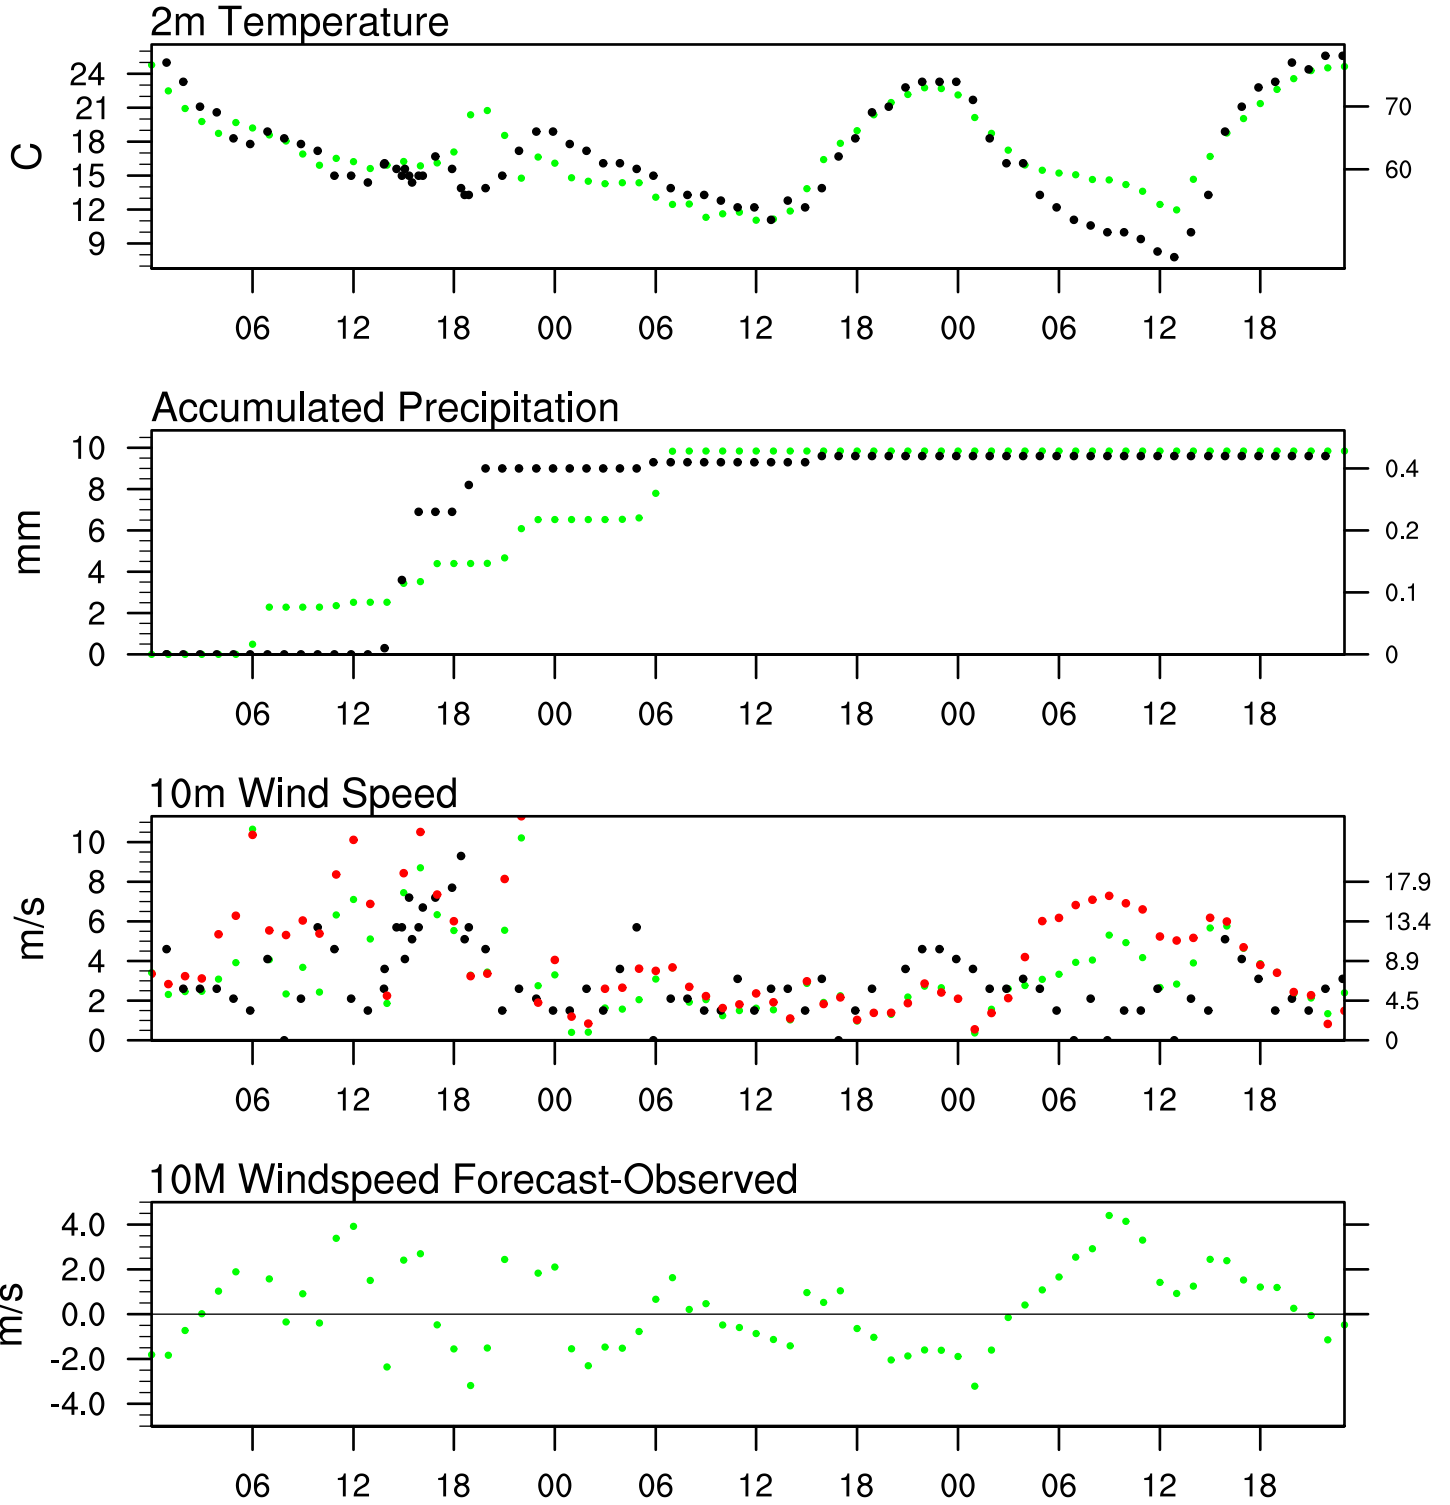 2m Temperature
24
21
18
15
12
9
C
70
60
06 12 18 00 06 12 18 00 06 12 18
Accumulated Precipitation
10
8
6
4
2
0
mm
0.4
0.2
0.1
0
06 12 18 00 06 12 18 00 06 12 18
10m Wind Speed
10
8
6
4
2
0
m/s
17.9
13.4
8.9
4.5
0
06 12 18 00 06 12 18 00 06 12 18
10M Windspeed Forecast-Observed
4.0
2.0
0.0
-2.0
-4.0
m/s
06 12 18 00 06 12 18 00 06 12 18